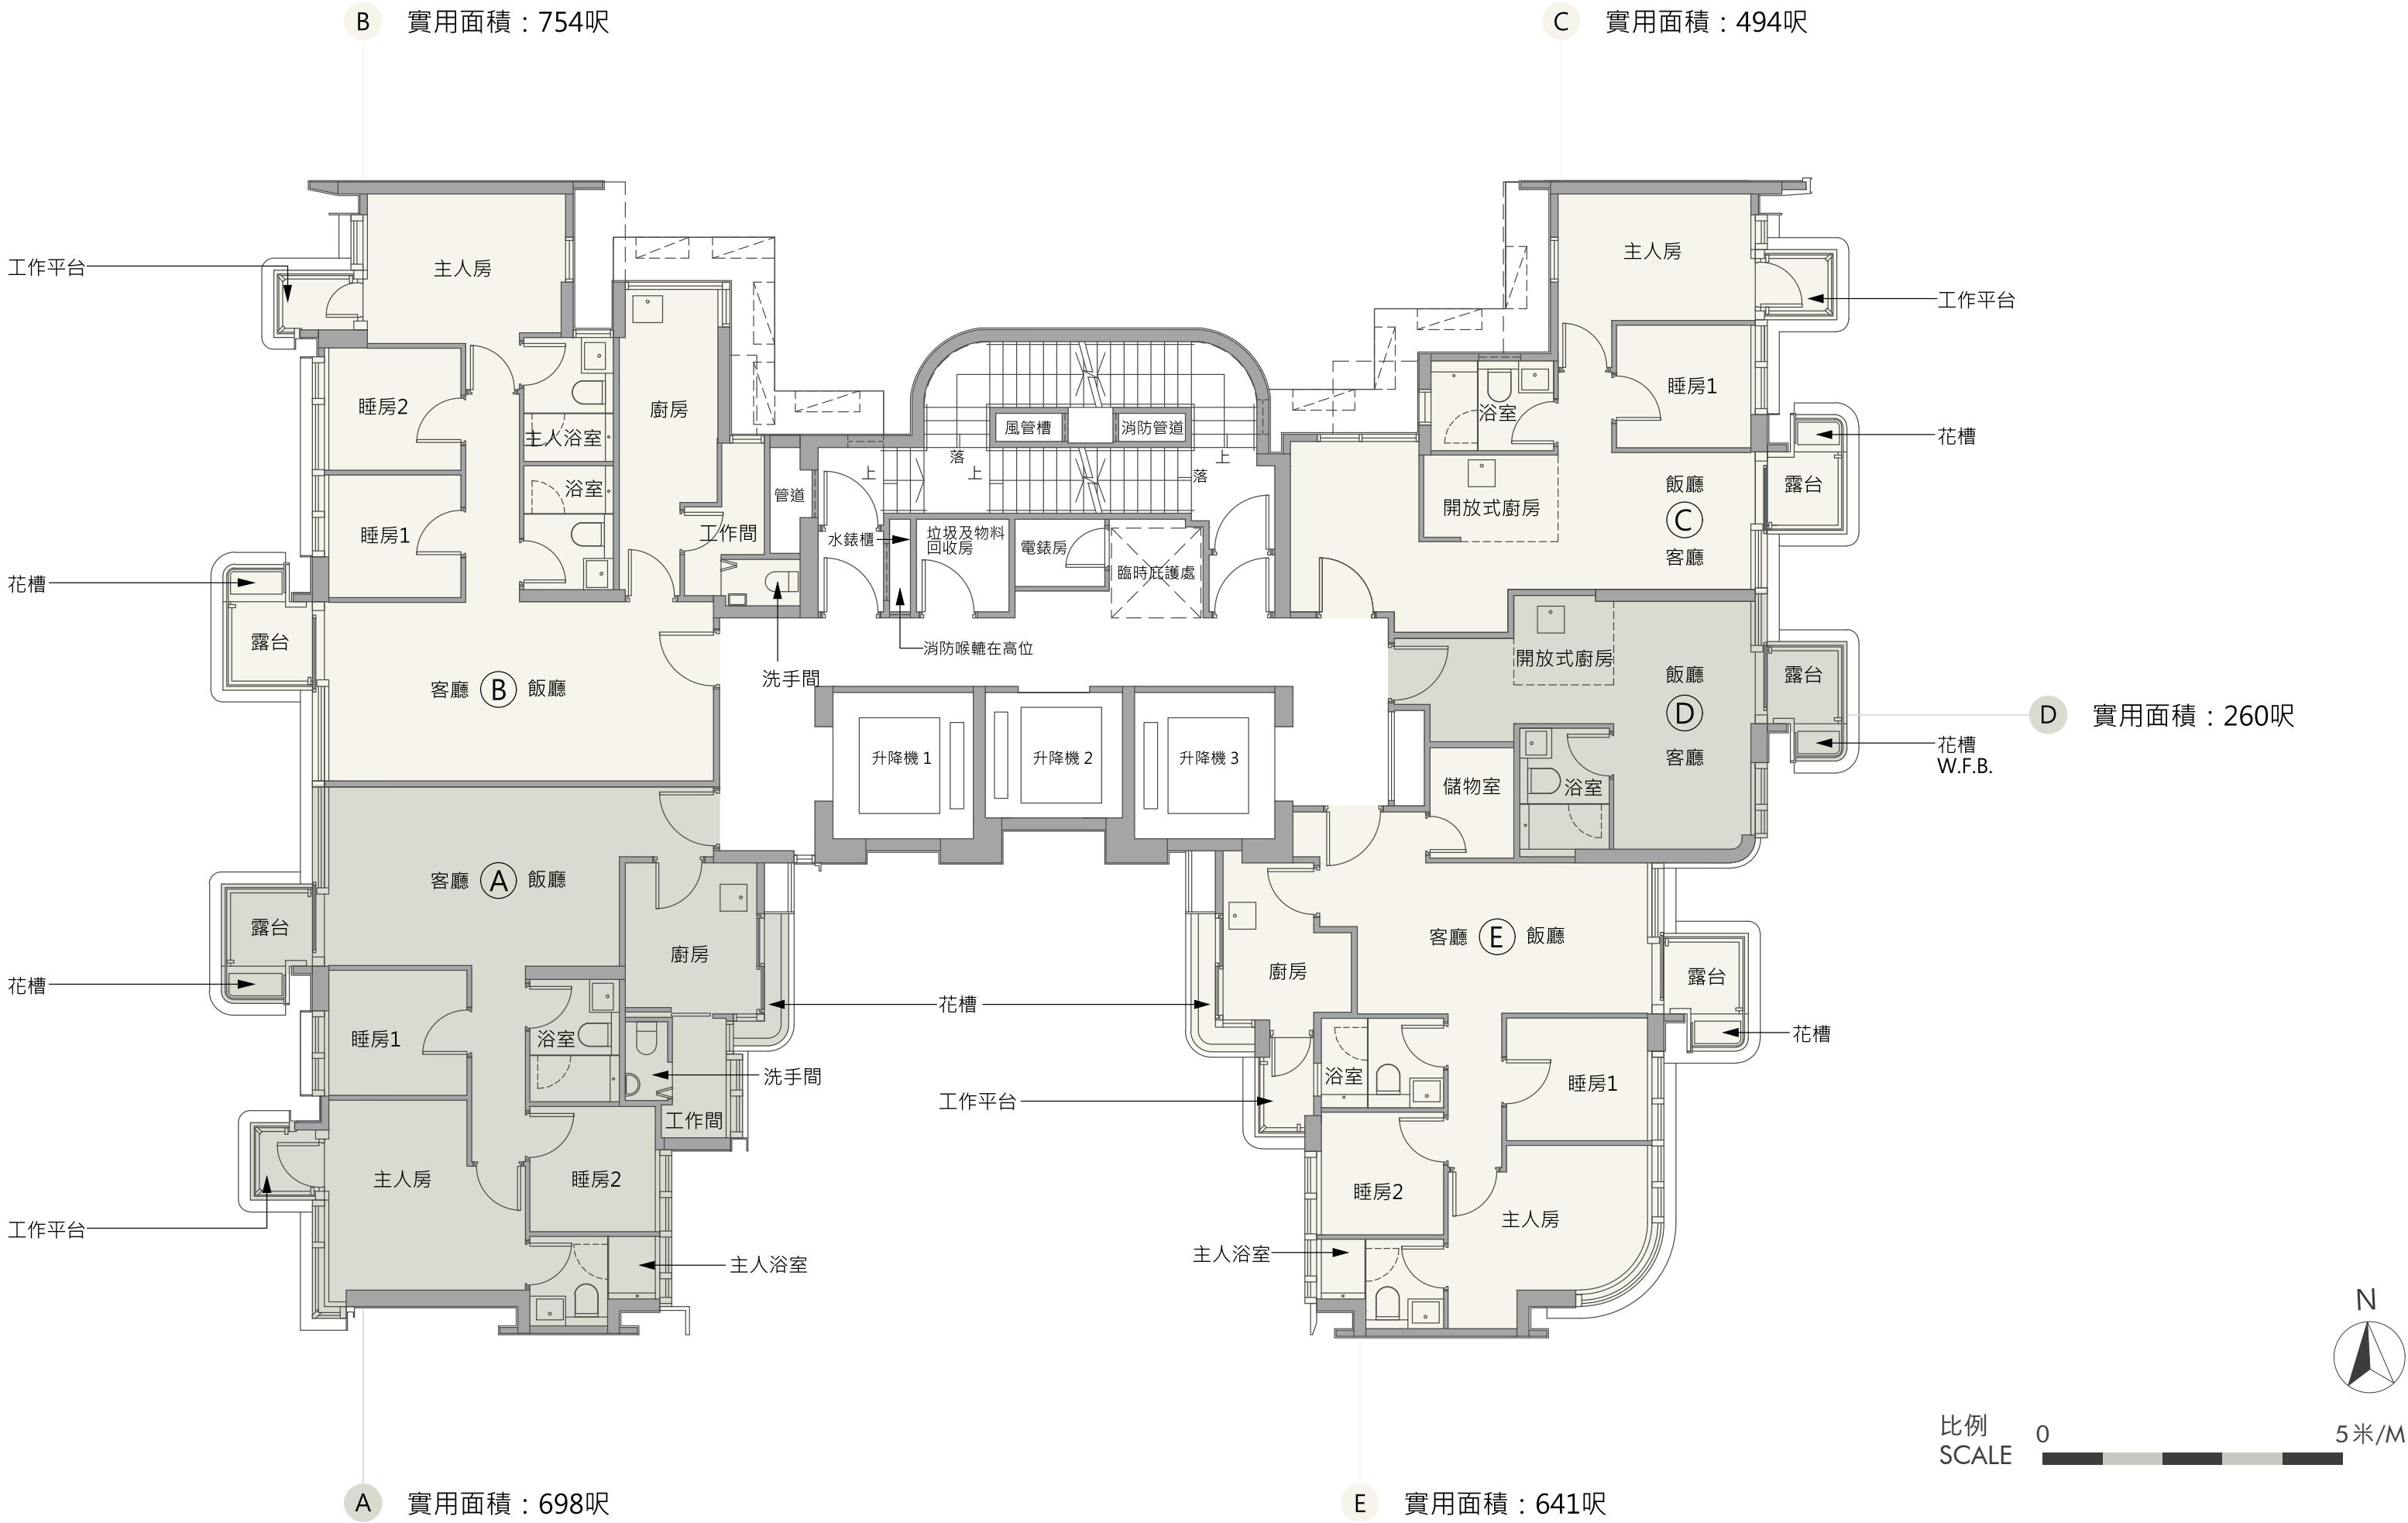 B 實用面積：754呎
C 實用面積：494呎
主人房
工作平台
主人房
工作平台
睡房2
廚房
主人浴室
睡房1
浴室
花槽
風管槽
消防管道
落
上
上
上
落
浴室
管道
開放式廚房
飯廳
露台
C
客廳
睡房1
工作間
水錶櫃
垃圾及物料
回收房
電錶房
臨時庇護處
花槽
露台
消防喉轆在高位
洗手間
客廳 B 飯廳
開放式廚房
飯廳
露台
D
客廳
D 實用面積：260呎
花槽
W.F.B.
升降機 1
升降機 2
升降機 3
儲物室
浴室
客廳 A 飯廳
露台
廚房
花槽
花槽
客廳 E 飯廳
廚房
露台
花槽
睡房1
浴室
洗手間
工作間
工作平台
浴室
睡房1
主人房
睡房2
睡房2
主人房
工作平台
主人浴室
主人浴室
N
比例
SCALE
0
5 米/M
A 實用面積：698呎
E 實用面積：641呎